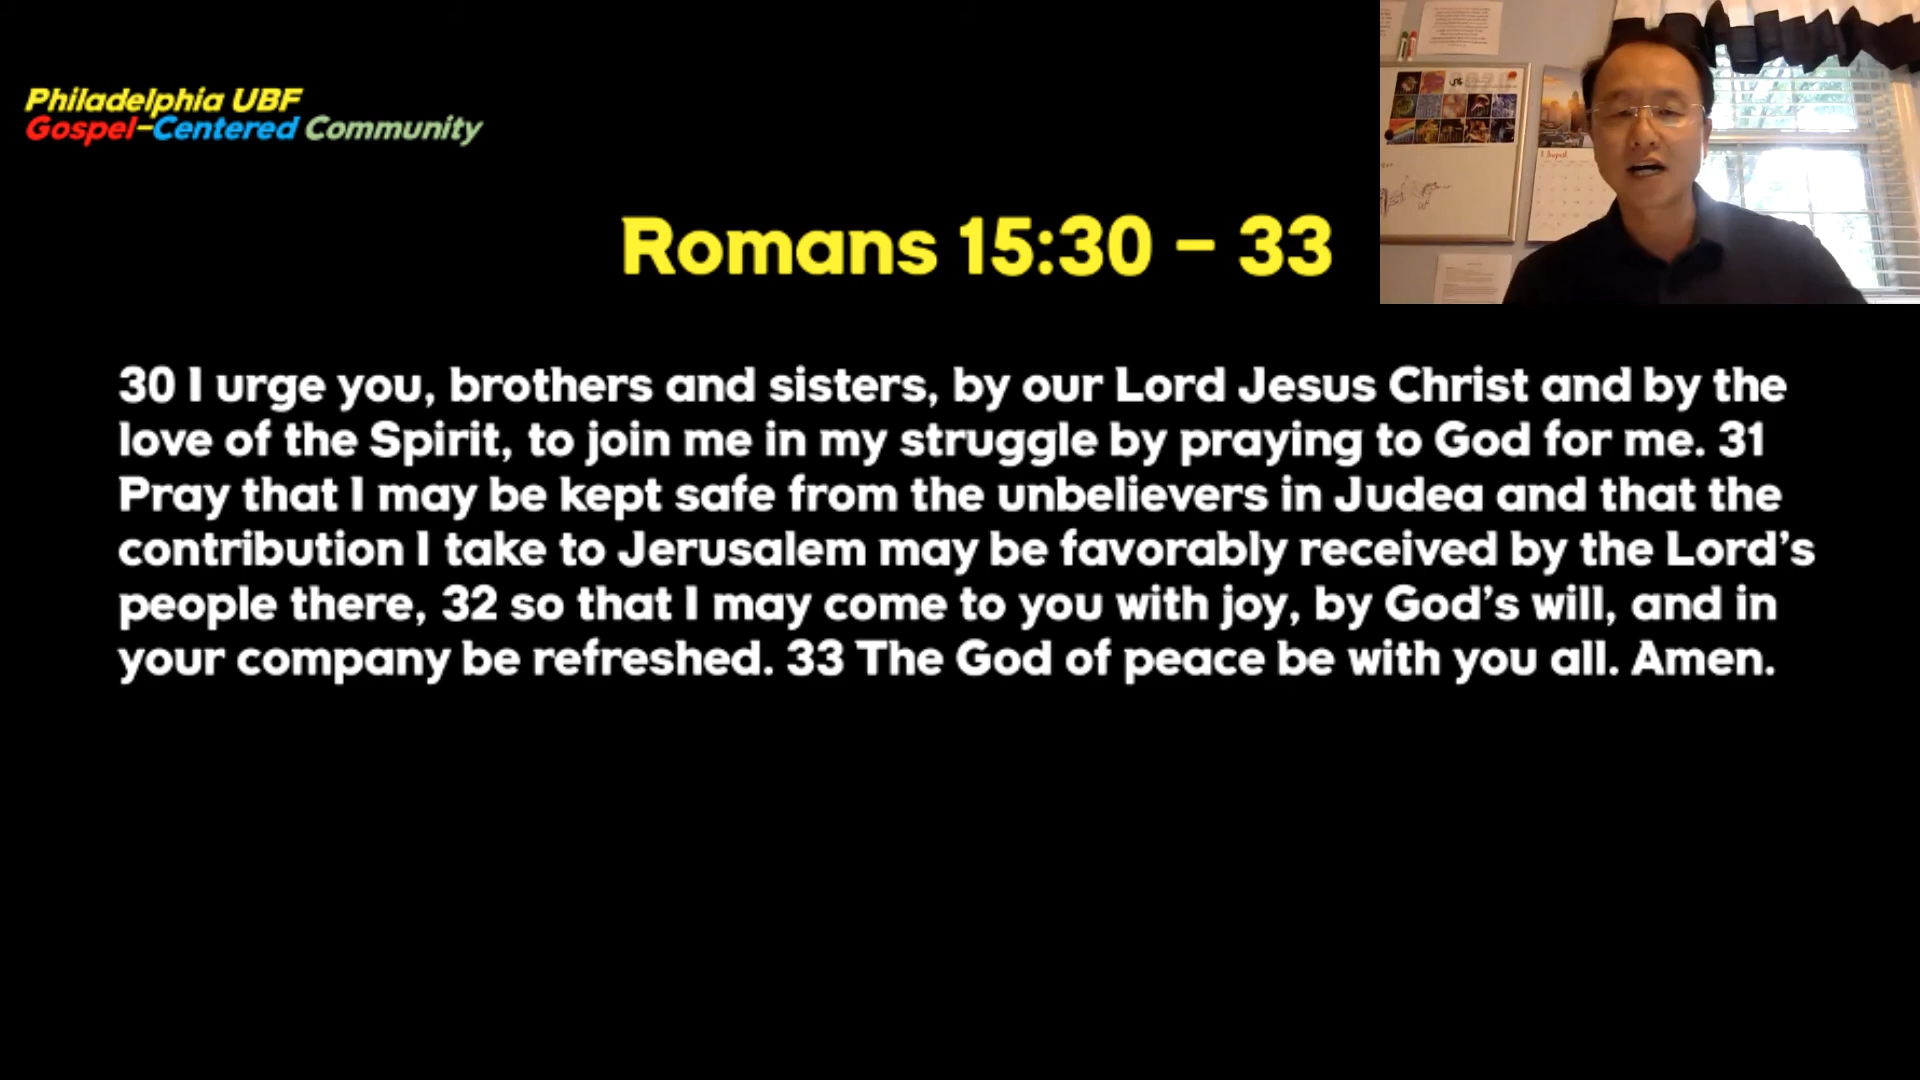 Philadelphia UBF
Gospel-Centered Community
Romans 15:30 - 33
30 I urge you, brothers and sisters, by our Lord Jesus Christ and by the
love of the Spirit, to join me in my struggle by praying to God for me. 31
Pray that I may be kept safe from the unbelievers in Judea and that the
contribution I take to Jerusalem may be favorably received by the Lord’s
people there, 32 so that I may come to you with joy, by God’s will, and in
your company be refreshed. 33 The God of peace be with you all. Amen.
August